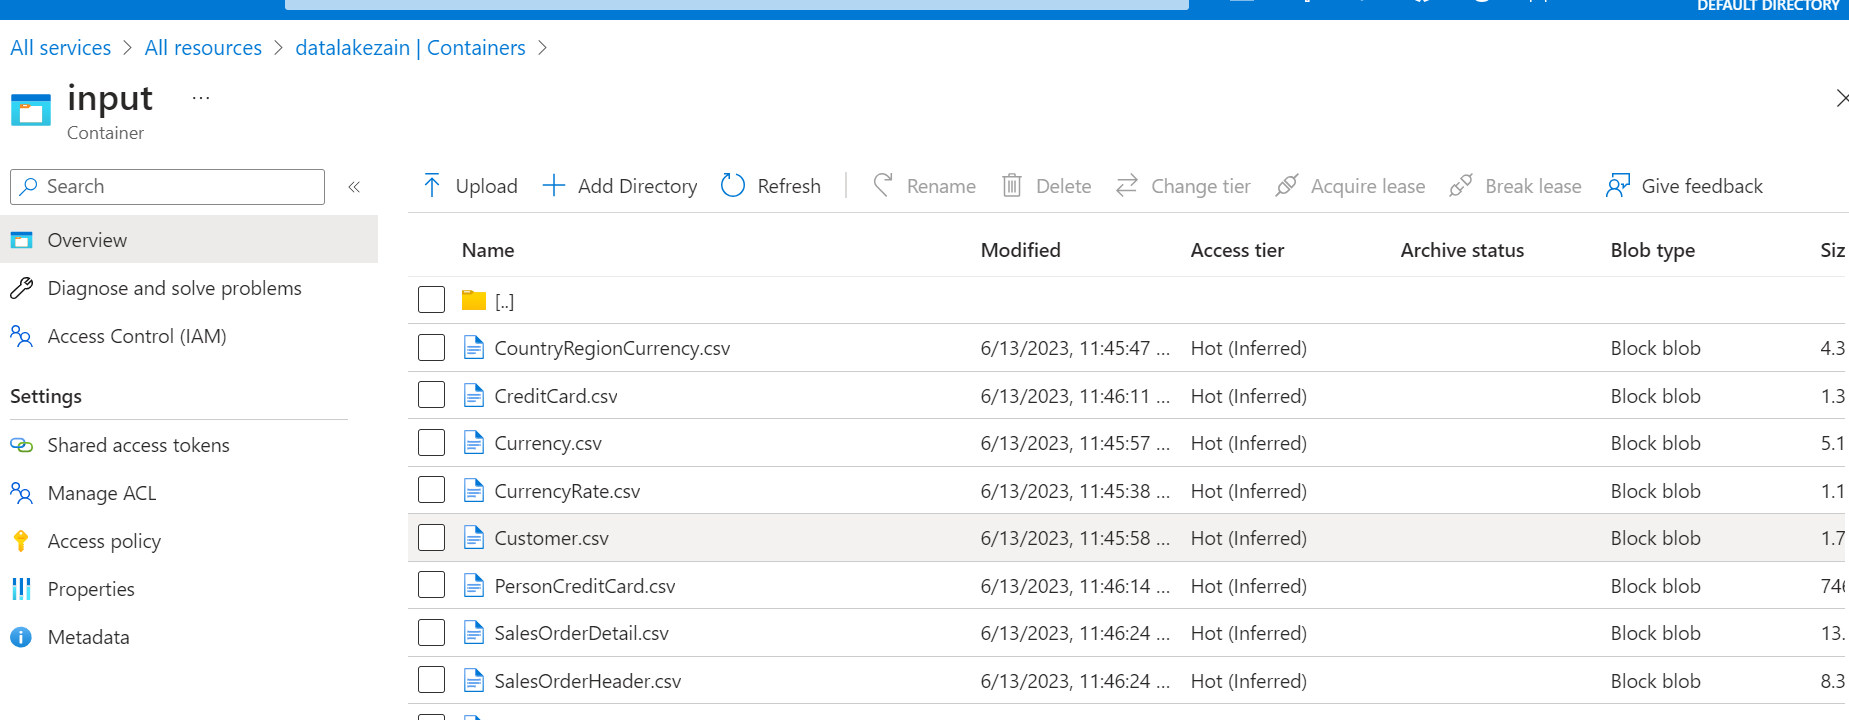 DEFAULT DIRECTORY
All services > All resources > datalakezain | Containers >
input ...
Container
Search «
Upload Add Directory Refresh Rename Delete Change tier Acquire lease Break lease Give feedback
Overview
Diagnose and solve problems
Access Control (IAM)
Settings
Shared access tokens
Manage ACL
Access policy
Properties
Metadata
Name Modified Access tier Archive status Blob type Siz
[..]
CountryRegionCurrency.csv 6/13/2023, 11:45:47 ... Hot (Inferred) Block blob 4.3
CreditCard.csv 6/13/2023, 11:46:11 ... Hot (Inferred) Block blob 1.3
Currency.csv 6/13/2023, 11:45:57 ... Hot (Inferred) Block blob 5.1
CurrencyRate.csv 6/13/2023, 11:45:38 ... Hot (Inferred) Block blob 1.1
Customer.csv 6/13/2023, 11:45:58 ... Hot (Inferred) Block blob 1.7
PersonCreditCard.csv 6/13/2023, 11:46:14 ... Hot (Inferred) Block blob 746
SalesOrderDetail.csv 6/13/2023, 11:46:24 ... Hot (Inferred) Block blob 13.
SalesOrderHeader.csv 6/13/2023, 11:46:24 ... Hot (Inferred) Block blob 8.3